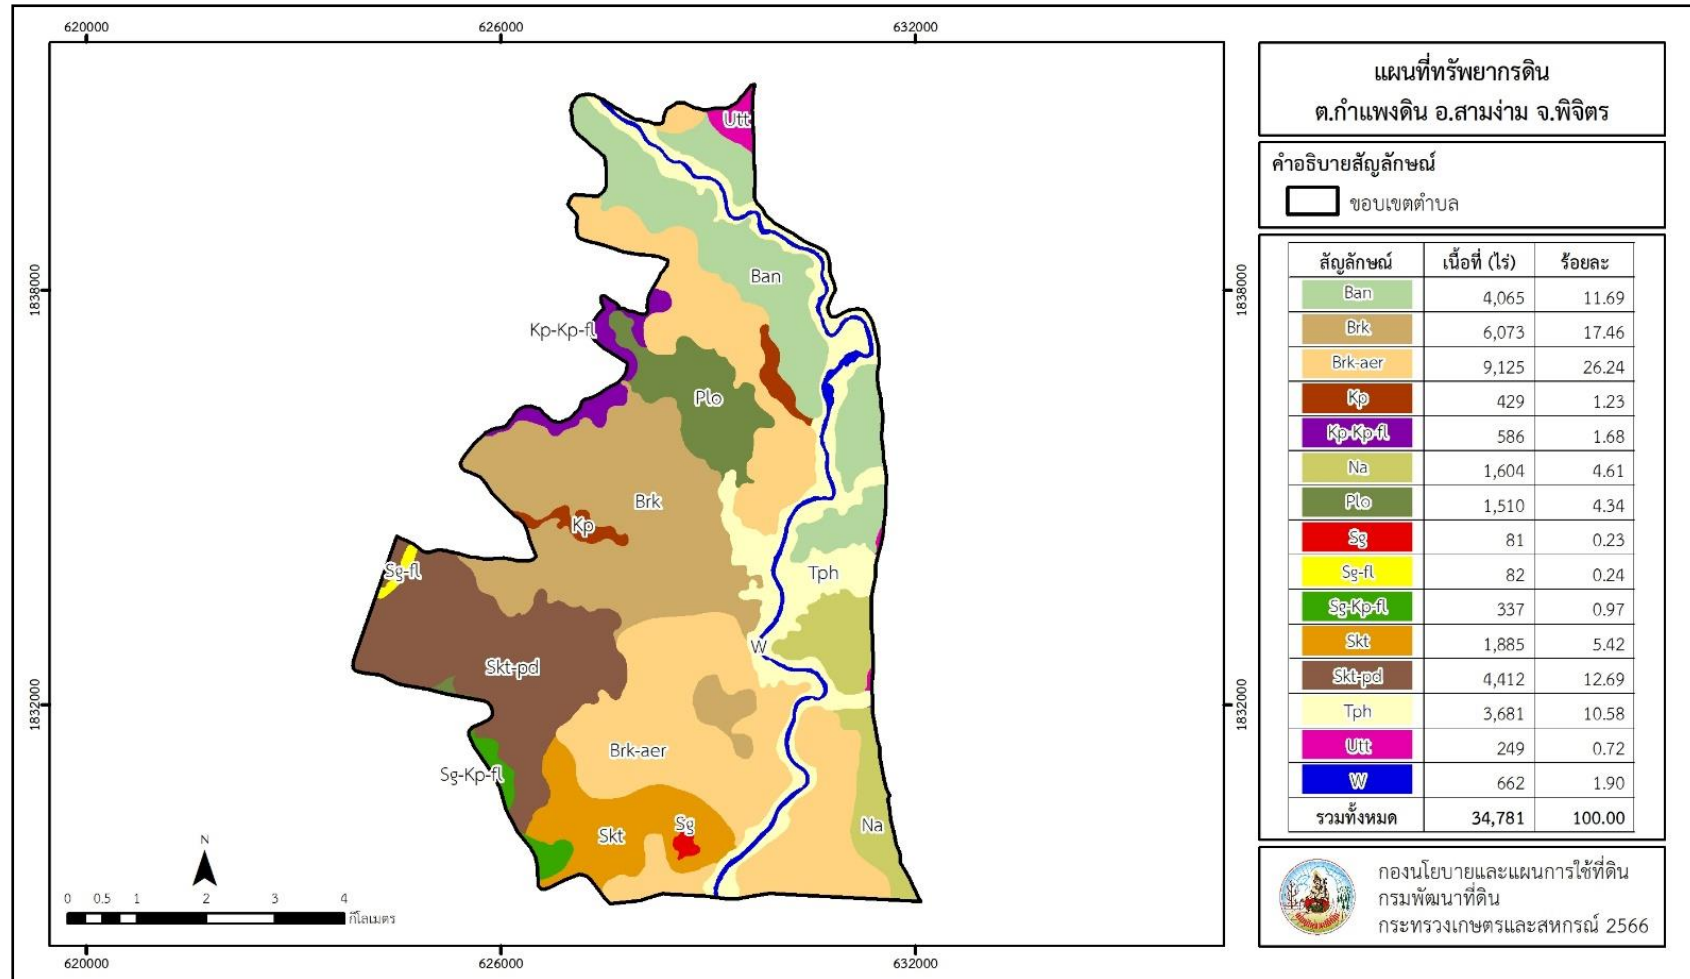 620000
626000
632000
1838000
1838000
1832000
1832000
Utt
Ban
Kp-Kp-fl
Plo
Brk
Kp
Sg-fl
Tph
W
Skt-pd
Brk-aer
Sg-Kp-fl
Skt
Sg
Na
N
0 0.5 1 2 3 4
กิโลเมตร
620000
626000
632000
แผนที่ทรัพยากรดิน
ต.กำแพงดิน อ.สามง่าม จ.พิจิตร
คำอธิบายสัญลักษณ์
ขอบเขตตำบล
สัญลักษณ์ เนื้อที่ (ไร่) ร้อยละ
Ban 4,065 11.69
Brk 6,073 17.46
Brk-aer 9,125 26.24
Kp 429 1.23
Kp-Kp-fl 586 1.68
Na 1,604 4.61
Plo 1,510 4.34
Sg 81 0.23
Sg-fl 82 0.24
Sg-Kp-fl 337 0.97
Skt 1,885 5.42
Skt-pd 4,412 12.69
Tph 3,681 10.58
Utt 249 0.72
W 662 1.90
รวมทั้งหมด 34,781 100.00
กองนโยบายและแผนการใช้ที่ดิน
กรมพัฒนาที่ดิน
กระทรวงเกษตรและสหกรณ์ 2566